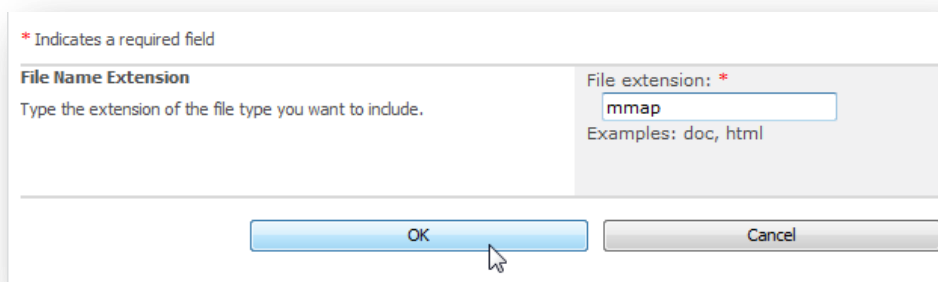 * Indicates a required field
File Name Extension
Type the extension of the file type you want to include.
File extension: *
mmap
Examples: doc, html
OK
Cancel